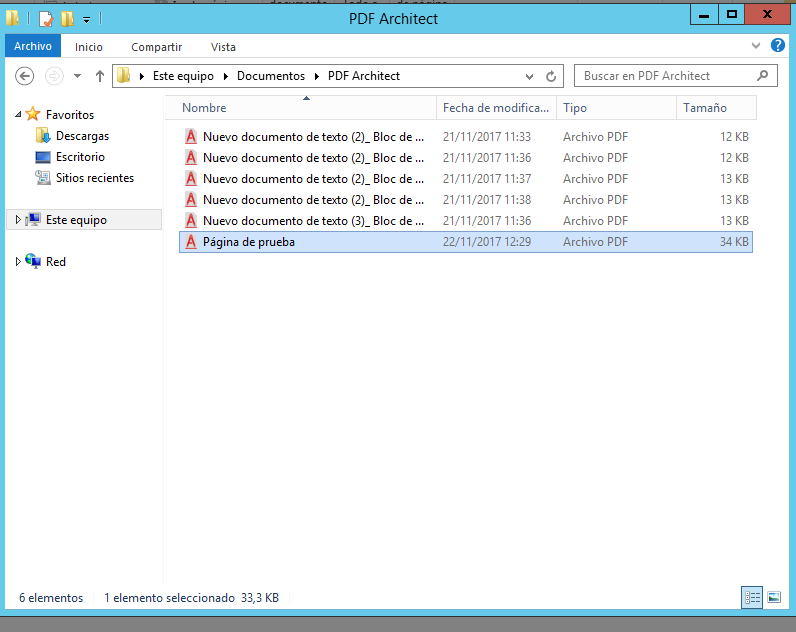 PDF Architect
Archivo Inicio Compartir Vista
Este equipo Documentos PDF Architect
Buscar en PDF Architect
Nombre Fecha de modifica... Tipo Tamaño
Favoritos
Descargas
Escritorio
Sitios recientes
Este equipo
Red
Nuevo documento de texto (2)_ Bloc de ... 21/11/2017 11:33 Archivo PDF 12 KB
Nuevo documento de texto (2)_ Bloc de ... 21/11/2017 11:36 Archivo PDF 12 KB
Nuevo documento de texto (2)_ Bloc de ... 21/11/2017 11:37 Archivo PDF 13 KB
Nuevo documento de texto (2)_ Bloc de ... 21/11/2017 11:38 Archivo PDF 13 KB
Nuevo documento de texto (3)_ Bloc de ... 21/11/2017 11:36 Archivo PDF 13 KB
Página de prueba 22/11/2017 12:29 Archivo PDF 34 KB
6 elementos 1 elemento seleccionado 33,3 KB